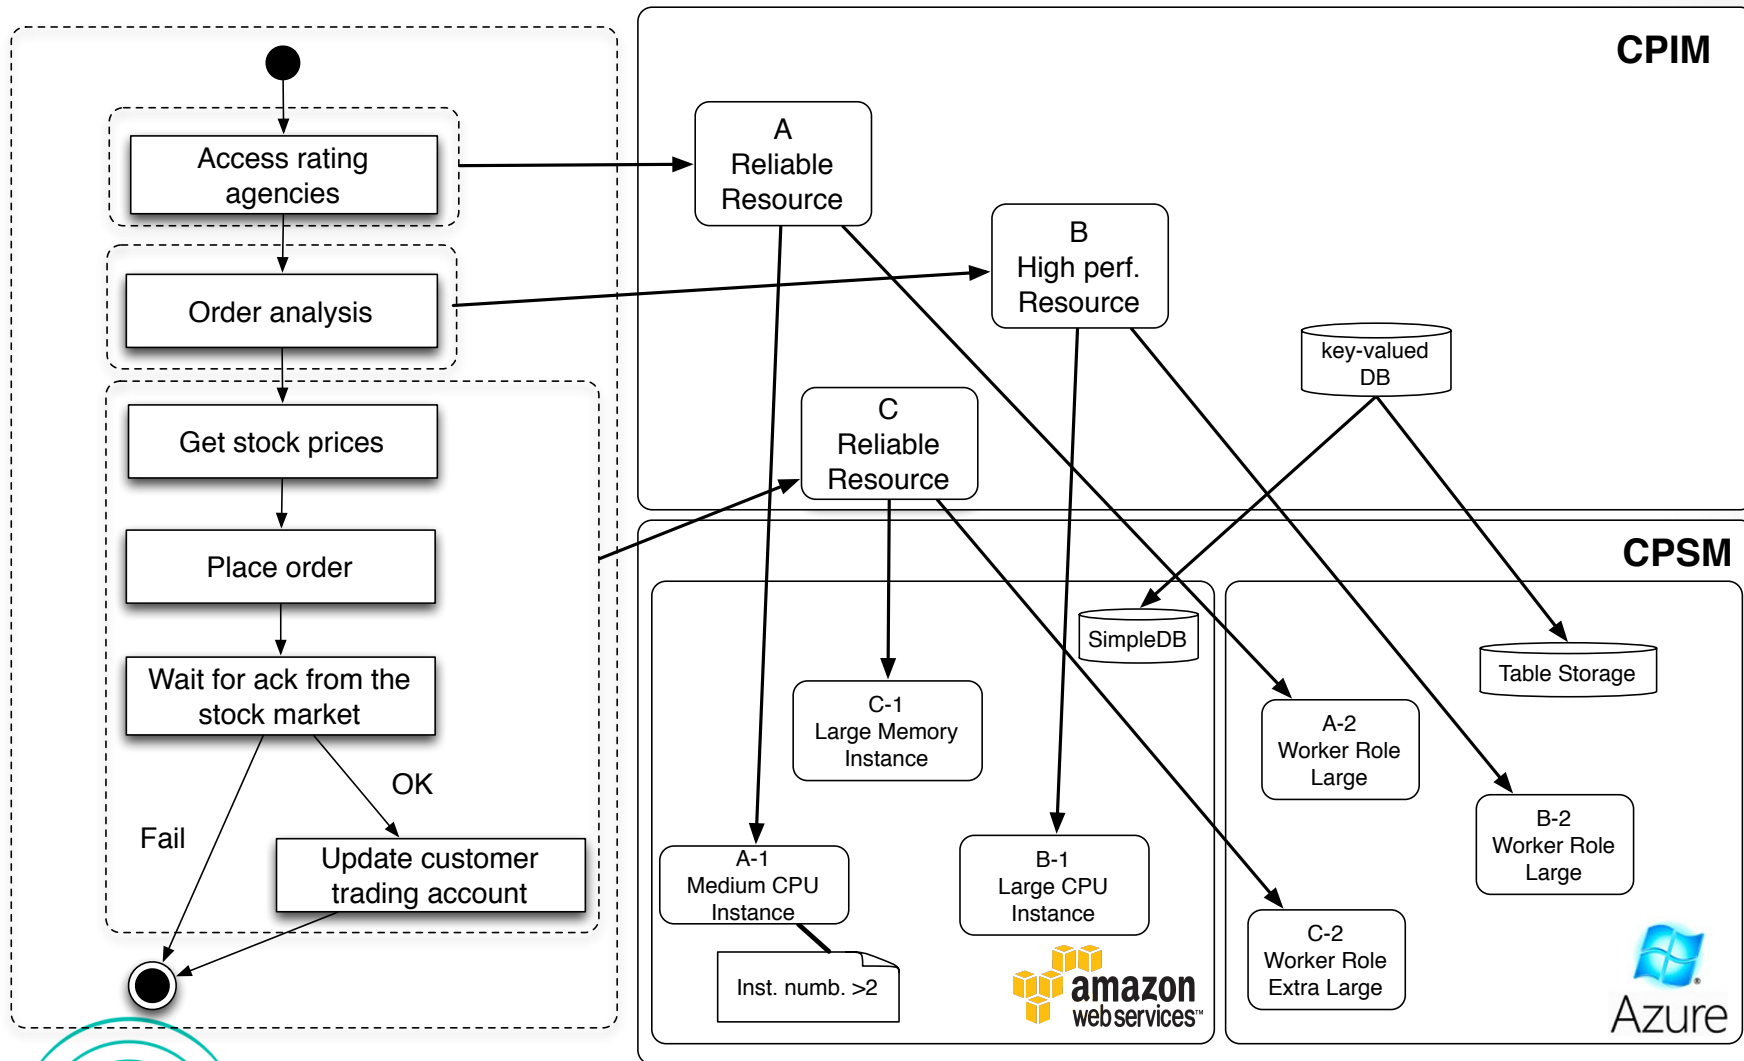 CPIM
Access rating
agencies
Order analysis
Get stock prices
Place order
Wait for ack from the
stock market
OK
Fail
Update customer
trading account
A
Reliable
Resource
B
High perf.
Resource
key-valued
DB
C
Reliable
Resource
CPSM
SimpleDB
Table Storage
C-1
Large Memory
Instance
A-2
Worker Role
Large
B-2
Worker Role
Large
A-1
Medium CPU
Instance
B-1
Large CPU
Instance
C-2
Worker Role
Extra Large
Inst. numb. >2
amazon
webservices™
Azure